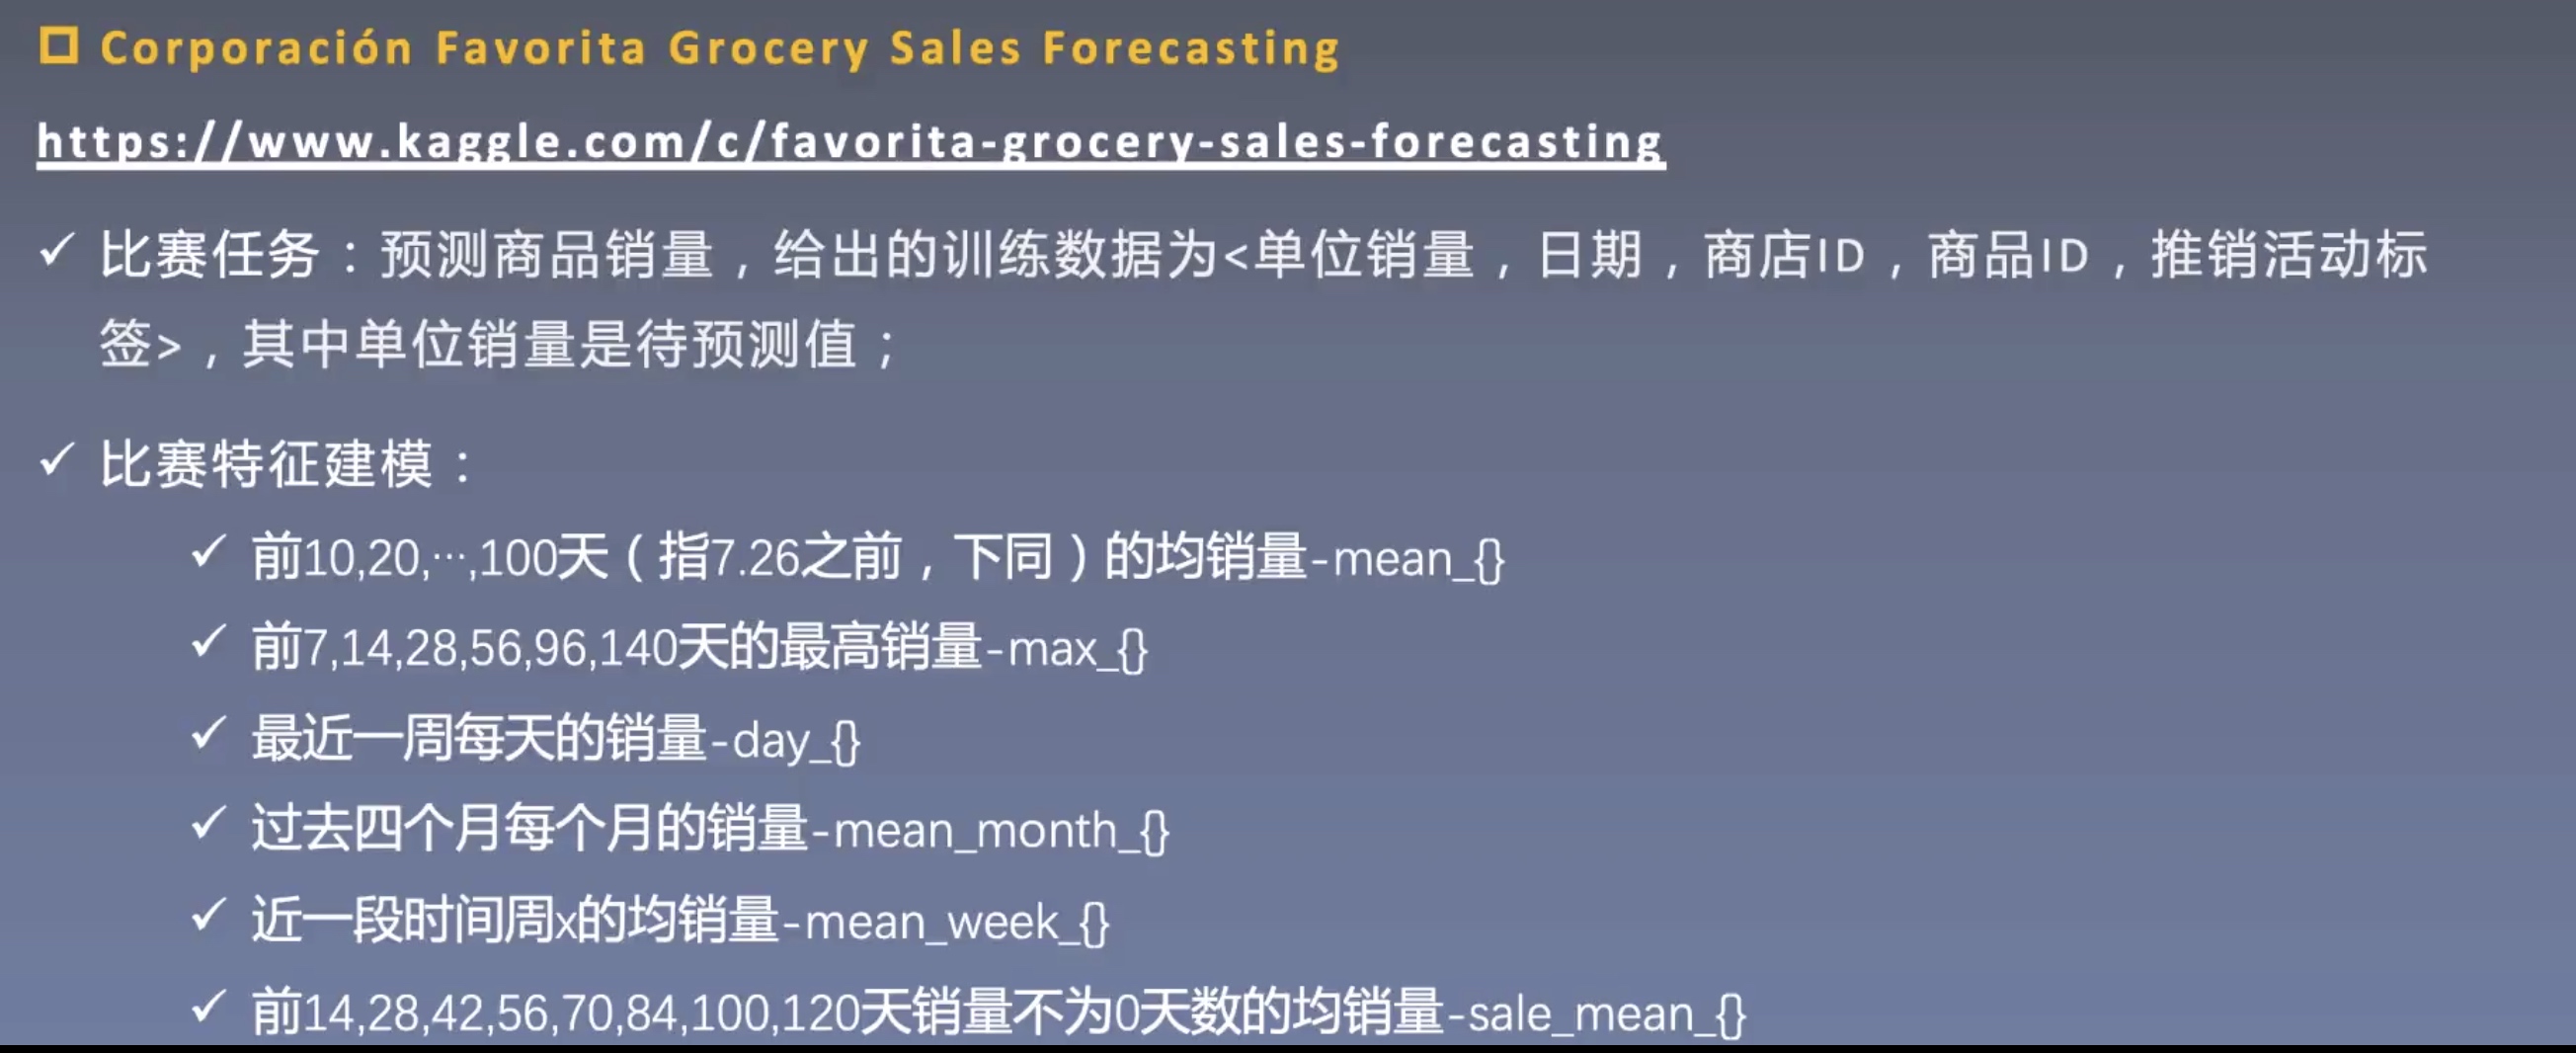 Corporación Favorita Grocery Sales Forecasting
https://www.kaggle.com/c/favorita-grocery-sales-forecasting
比赛任务：预测商品销量，给出的训练数据为<单位销量，日期，商店ID，商品ID，推销活动标
签>，其中单位销量是待预测值；
比赛特征建模：
前10,20,…,100天（指7.26之前，下同）的均销量-mean_{}
前7,14,28,56,96,140天的最高销量-max_{}
最近一周每天的销量-day_{}
过去四个月每个月的销量-mean_month_{}
近一段时间周x的均销量-mean_week_{}
前14,28,42,56,70,84,100,120天销量不为0天数的均销量-sale_mean_{}